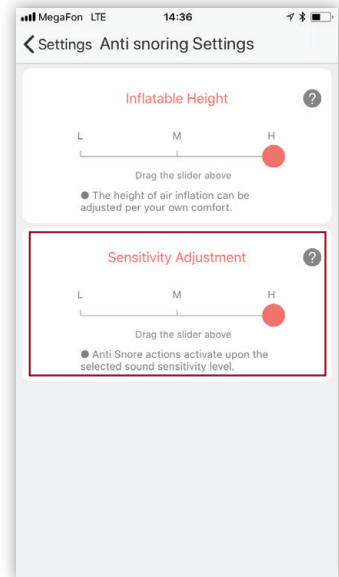 MegaFon LTE 14:36
Settings Anti snoring Settings
Inflatable Height ?
L M H
Drag the slider above
The height of air inflation can be
adjusted per your own comfort.
Sensitivity Adjustment ?
L M H
Drag the slider above
Anti Snore actions activate upon the
selected sound sensitivity level.